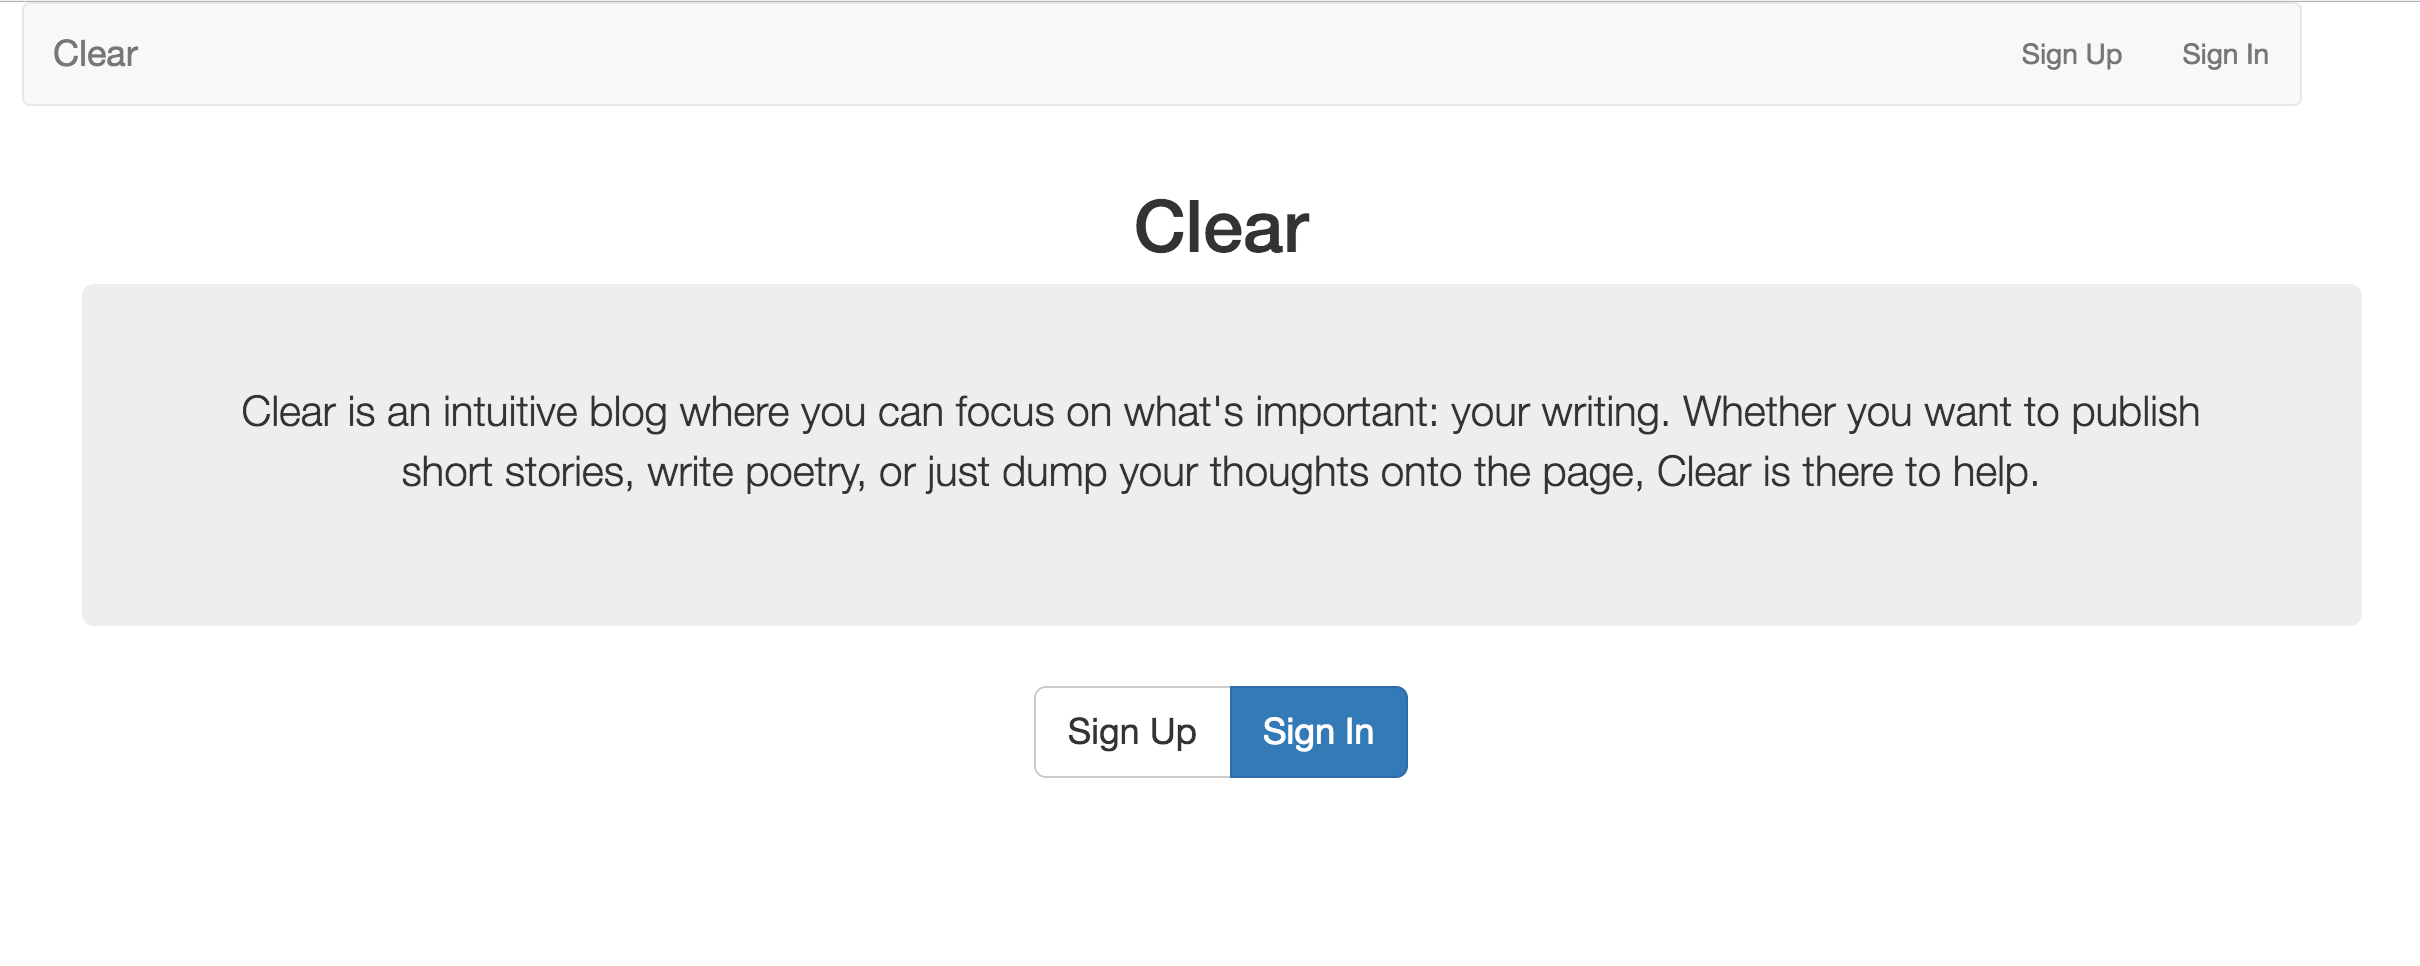 Clear
Sign Up
Sign In
Clear
Clear is an intuitive blog where you can focus on what's important: your writing. Whether you want to publish
short stories, write poetry, or just dump your thoughts onto the page, Clear is there to help.
Sign Up
Sign In